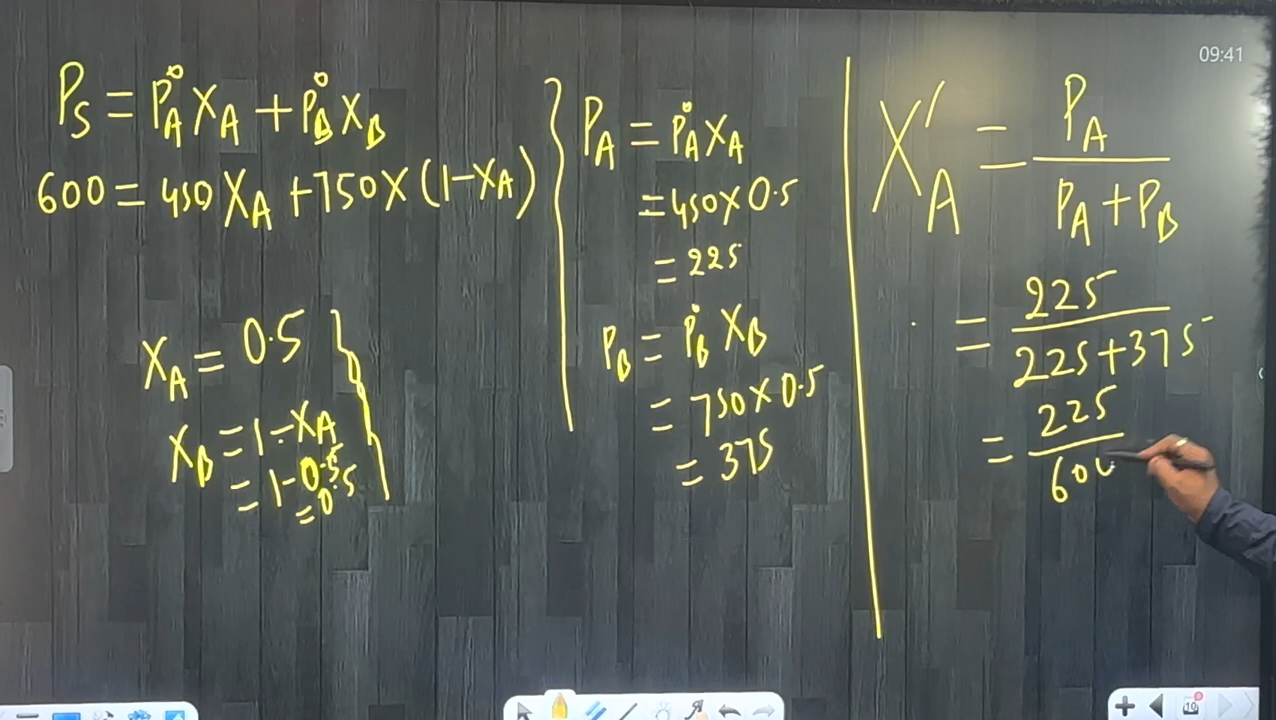 09:41
P_S = P°_A X_A + P°_B X_B
600 = 450 X_A + 750 × (1 - X_A)
X_A = 0.5
X_B = 1 - X_A
= 1 - 0.5
= 0.5
P_A = P°_A X_A
= 450 × 0.5
= 225
P_B = P°_B X_B
= 750 × 0.5
= 375
X'_A = P_A / (P_A + P_B)
= 225 / (225 + 375)
= 225 / 600